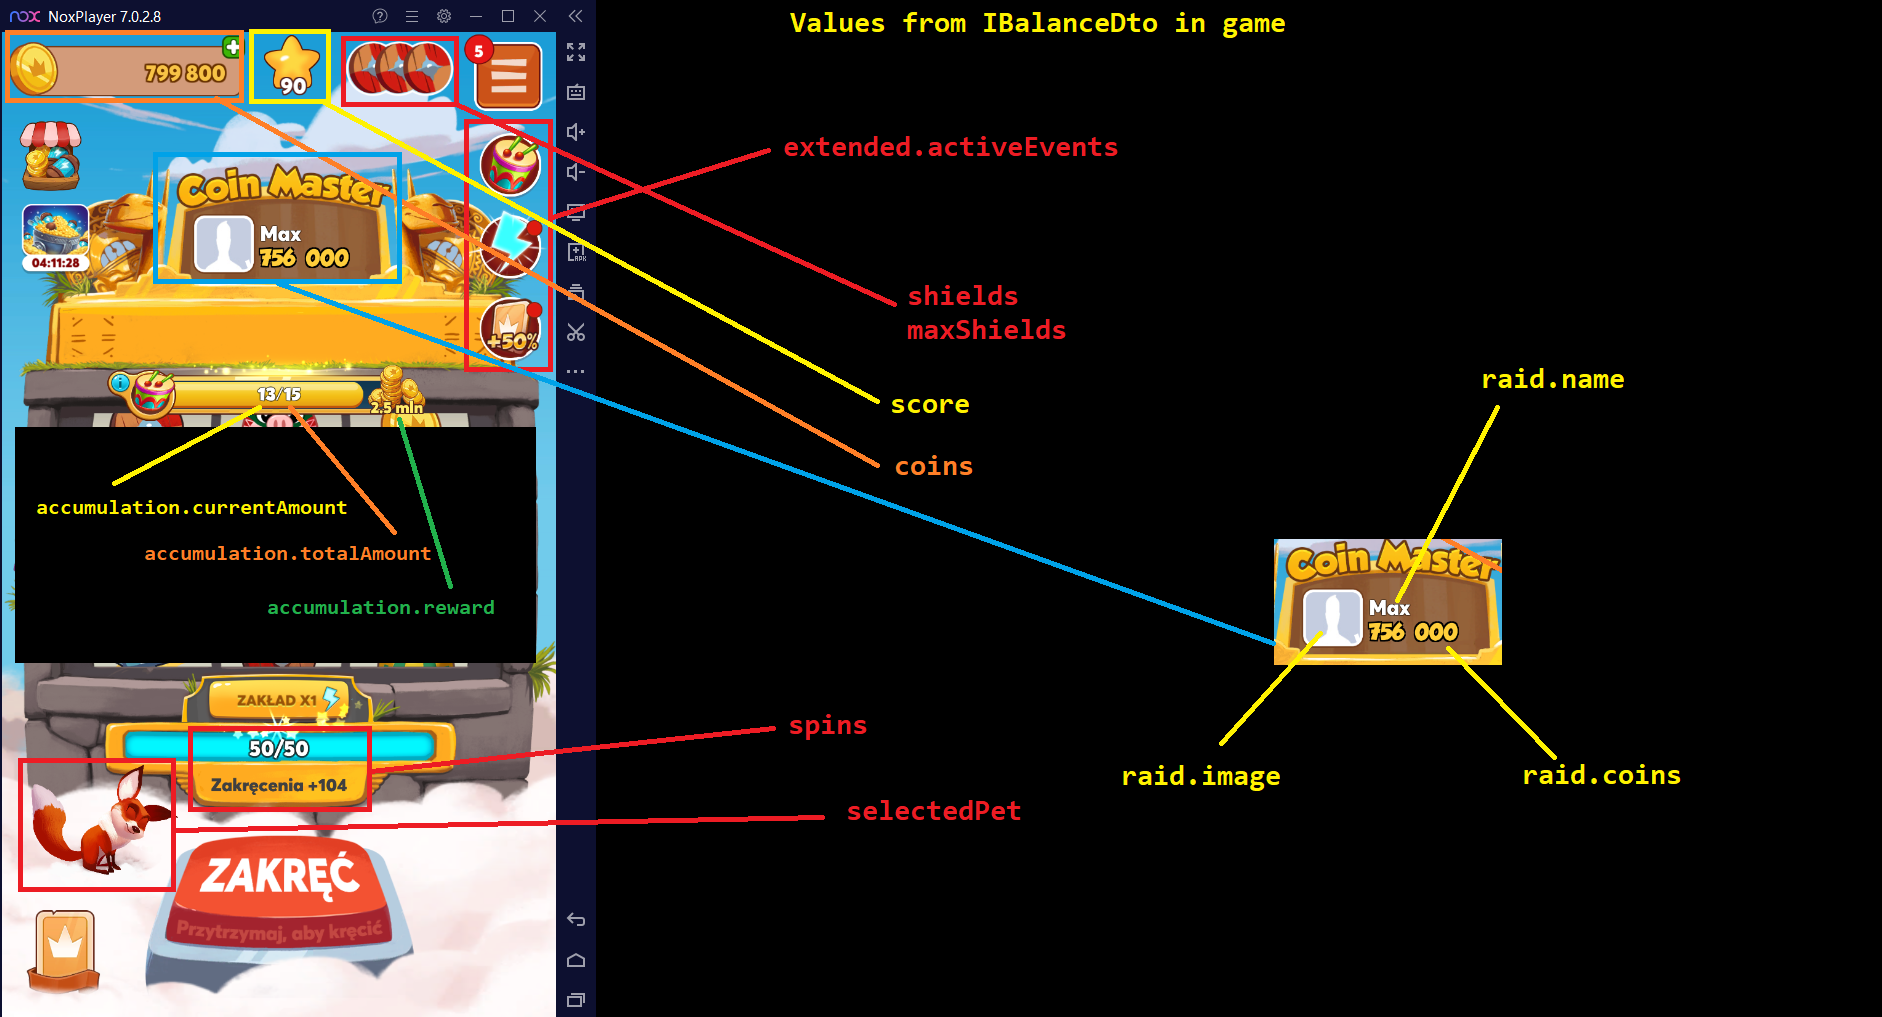 nox NoxPlayer 7.0.2.8
Values from IBalanceDto in game
799 800
90
5
extended.activeEvents
Coin Master
Max
756 000
04:11:28
APK
shields
maxShields
+50%
13/15
2.5 mln
raid.name
score
coins
accumulation.currentAmount
accumulation.totalAmount
accumulation.reward
Coin Master
Max
756 000
ZAKŁAD X1
50/50
Zakręcenia +104
spins
raid.image
raid.coins
selectedPet
ZAKRĘĆ
Przytrzymaj, aby kręcić